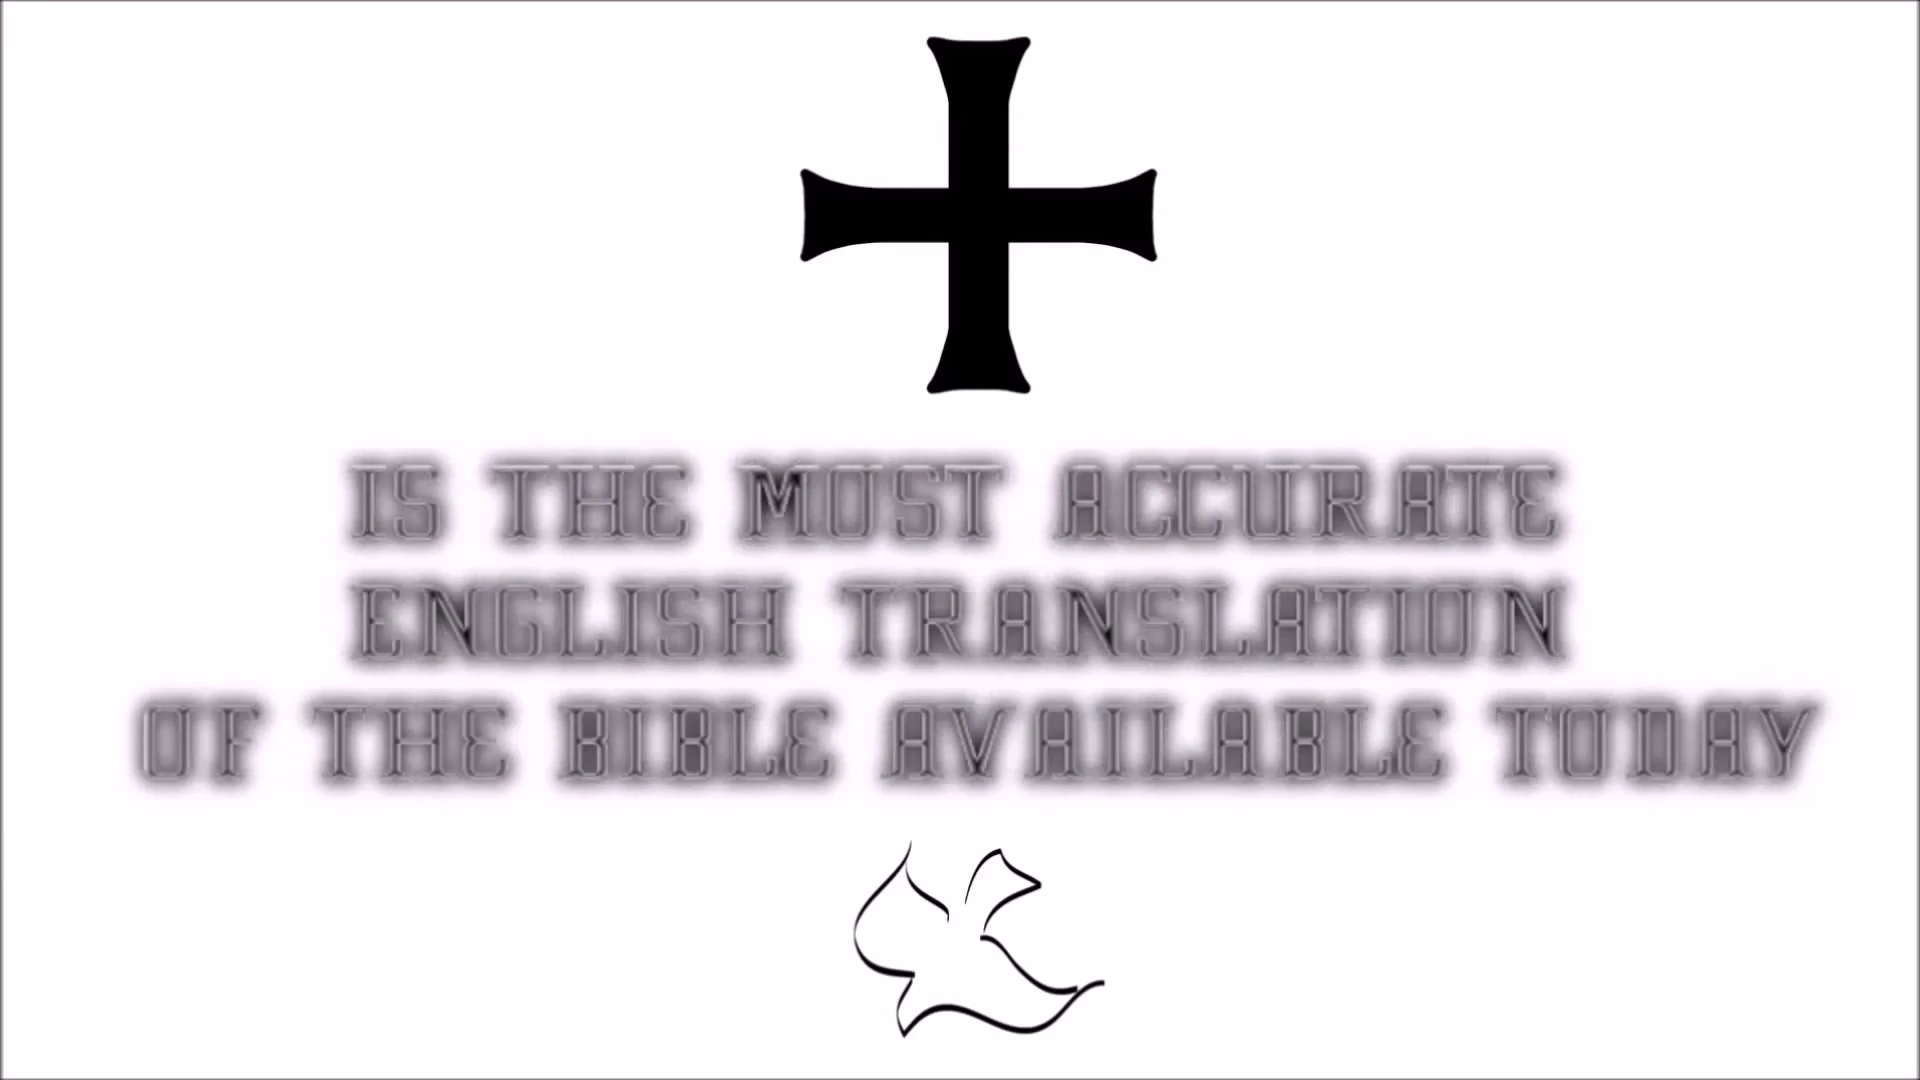 IS THE MOST ACCURATE
ENGLISH TRANSLATION
OF THE BIBLE AVAILABLE TODAY